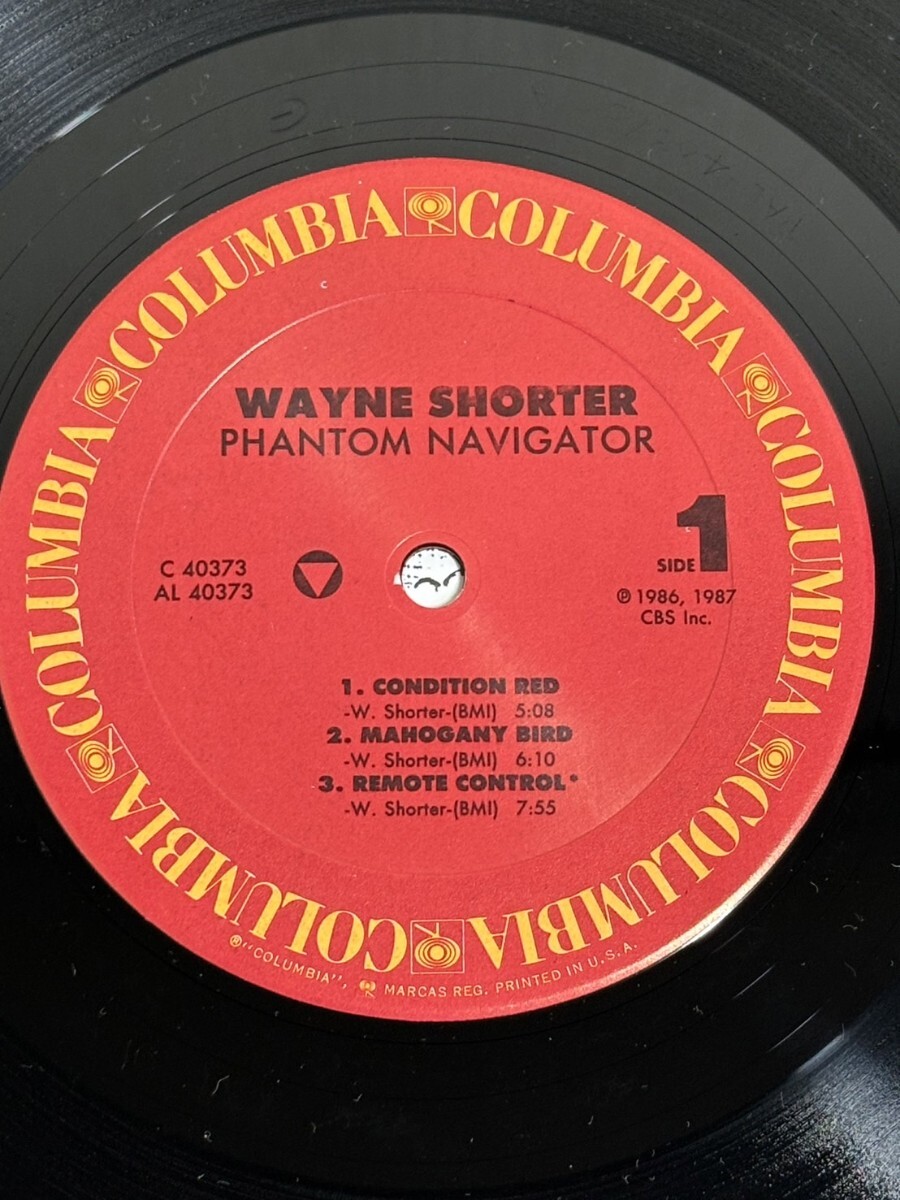 COLUMBIA COLUMBIA COLUMBIA COLUMBIA COLUMBIA COLUMBIA COLUMBIA COLUMBIA
WAYNE SHORTER
PHANTOM NAVIGATOR
C 40373
AL 40373
SIDE 1
℗ 1986, 1987
CBS Inc.
1. CONDITION RED
-W. Shorter-(BMI) 5:08
2. MAHOGANY BIRD
-W. Shorter-(BMI) 6:10
3. REMOTE CONTROL*
-W. Shorter-(BMI) 7:55
®"COLUMBIA", MARCAS REG. PRINTED IN U.S.A.